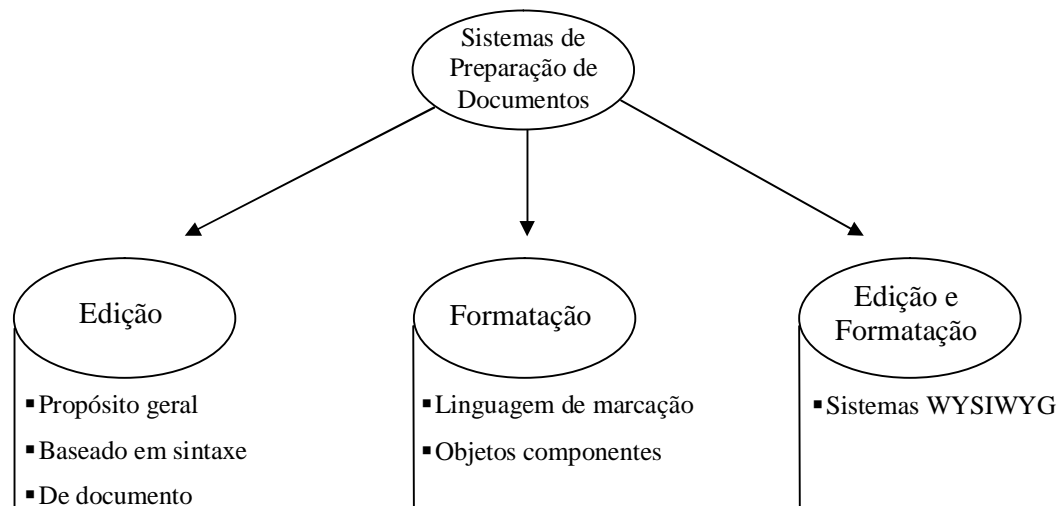 Sistemas de
Preparação de
Documentos
Edição
Formatação
Edição e
Formatação
▪Propósito geral
▪Baseado em sintaxe
▪De documento
▪Linguagem de marcação
▪Objetos componentes
▪Sistemas WYSIWYG